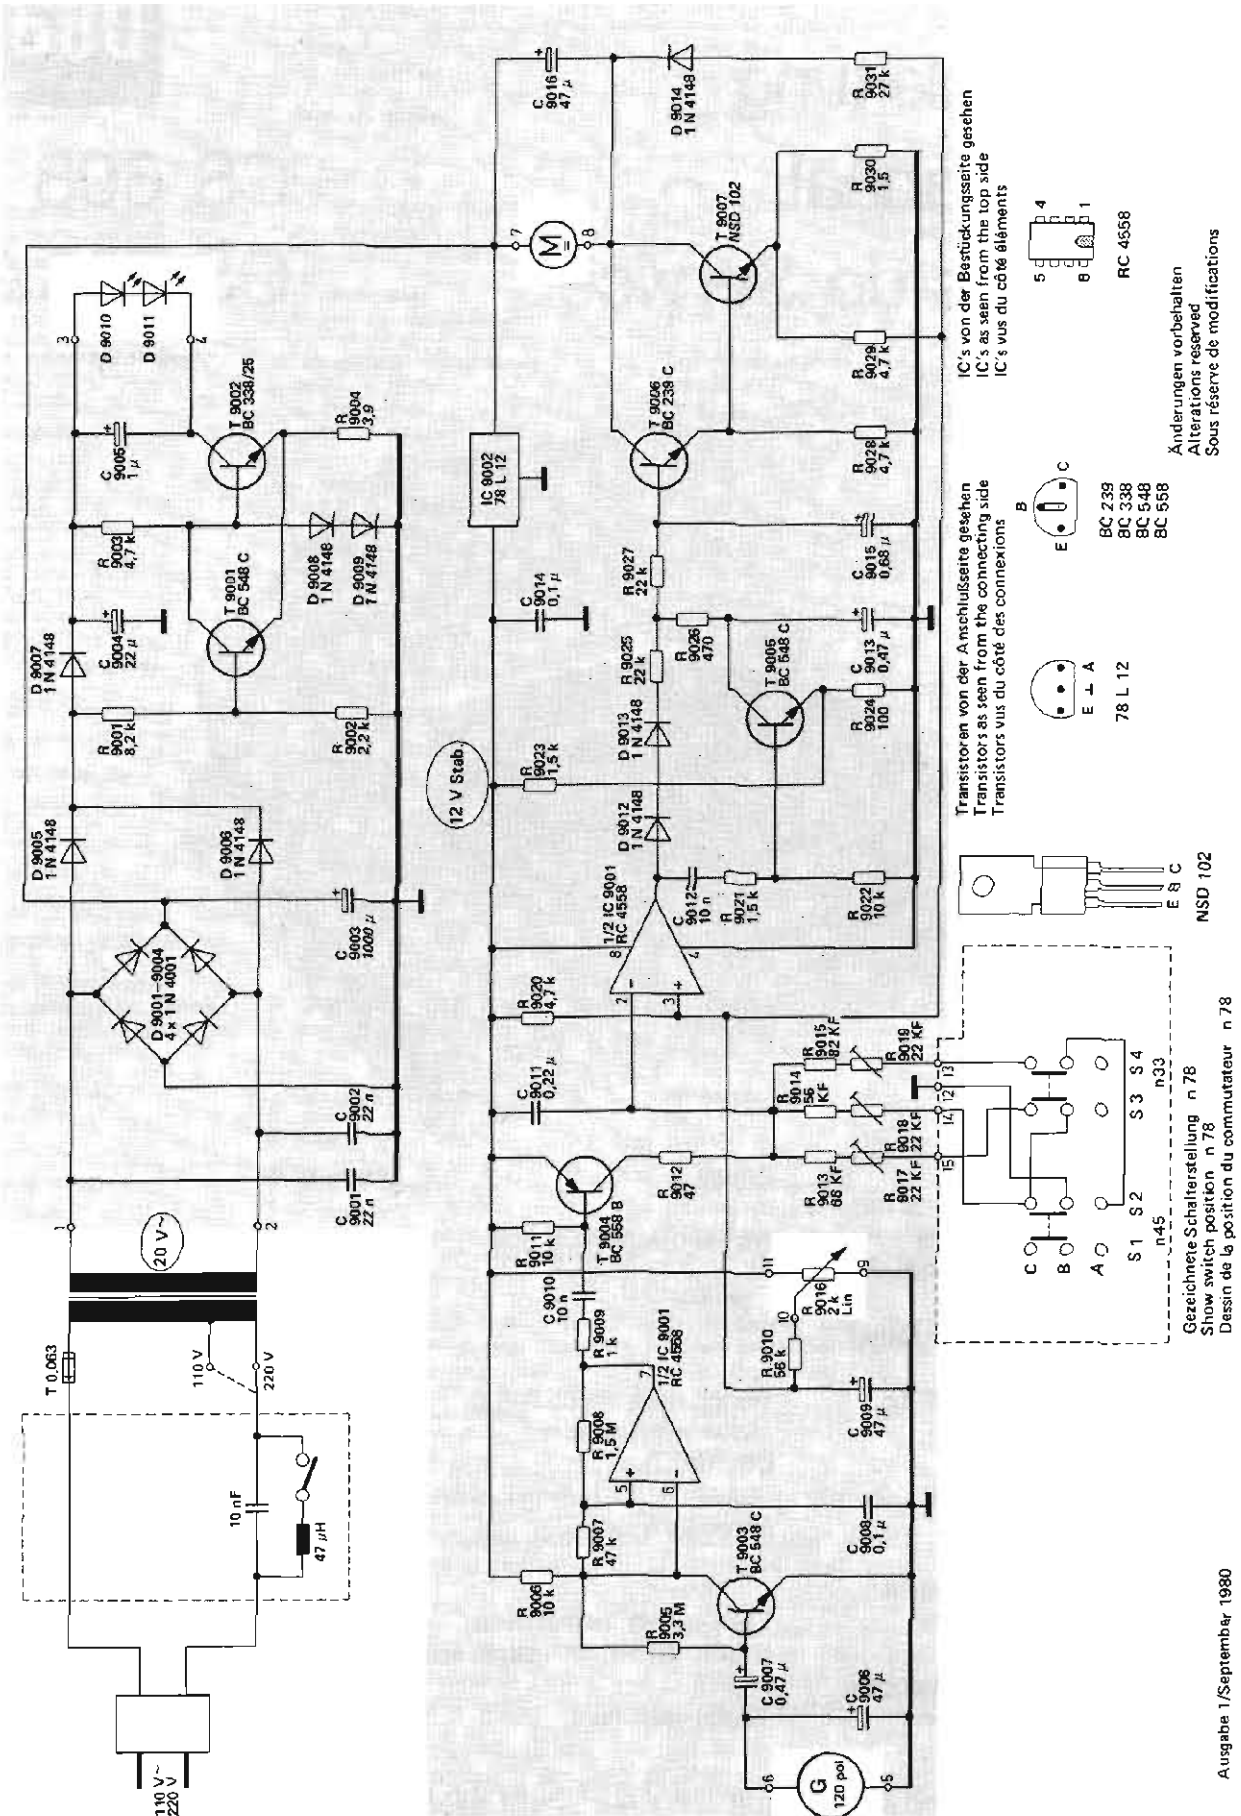 110 V~
220 V
T 0,063
10 nF
47 µH
110 V
220 V
20 V~
1
2
C
9001
22 n
C
9002
22 n
D 9001–9004
4 x 1 N 4001
C
9003
1000 µ
D 9005
1 N 4148
D 9006
1 N 4148
R
9001
8,2 k
R
9002
2,2 k
D 9007
1 N 4148
C
9004
22 µ
T 9001
BC 548 C
R
9003
4,7 k
D 9008
1 N 4148
D 9009
1 N 4148
C
9005
1 µ
T 9002
BC 338/25
R
9004
3,9
3
D 9010
D 9011
4
G
120 pol
6
5
C
9006
47 µ
C 9007
0,47 µ
R
9005
3,3 M
R
9006
10 k
T 9003
BC 548 C
R 9007
47 k
R 9008
1,5 M
5
+
6
-
7
1/2 IC 9001
RC 4558
C
9008
0,1 µ
R 9009
1 k
C 9010
10 n
C
9009
47 µ
R 9010
56 k
10
11
9
R
9016
2 k
Lin
R
9011
10 k
T 9004
BC 558 B
R
9012
47
R
9013
68 KF
R
9014
56
KF
R
9015
82 KF
R
9017
22 KF
R
9018
22 KF
R
9019
22 KF
15
14
12
13
C
9011
0,22 µ
R
9020
4,7 k
2
-
3
+
8
4
1/2 IC 9001
RC 4558
C
9012
10 n
R
9021
1,5 k
R
9022
10 k
12 V Stab.
R
9023
1,5 k
D 9012
1 N 4148
D 9013
1 N 4148
R 9025
22 k
R
9026
470
T 9005
BC 548 C
R
9024
100
C
9013
0,47 µ
C
9014
0,1 µ
R 9027
22 k
C
9015
0,68 µ
IC 9002
78 L 12
T 9006
BC 239 C
R
9028
4,7 k
7
M
8
T 9007
NSD 102
R
9029
4,7 k
R
9030
1,5
C
9016
47 µ
D 9014
1 N 4148
R
9031
27 k
C
B
A
S 1
S 2
S 3
S 4
n45
n33
Gezeichnete Schalterstellung n 78
Show switch position n 78
Dessin de la position du commutateur n 78
E B C
NSD 102
Transistoren von der Anschlußseite gesehen
Transistors as seen from the connecting side
Transistors vus du côté des connexions
E ⊥ A
78 L 12
B
E
C
BC 239
BC 338
BC 548
BC 558
IC's von der Bestückungsseite gesehen
IC's as seen from the top side
IC's vus du côté éléments
5
4
8
1
RC 4558
Änderungen vorbehalten
Alterations reserved
Sous réserve de modifications
Ausgabe 1/September 1980